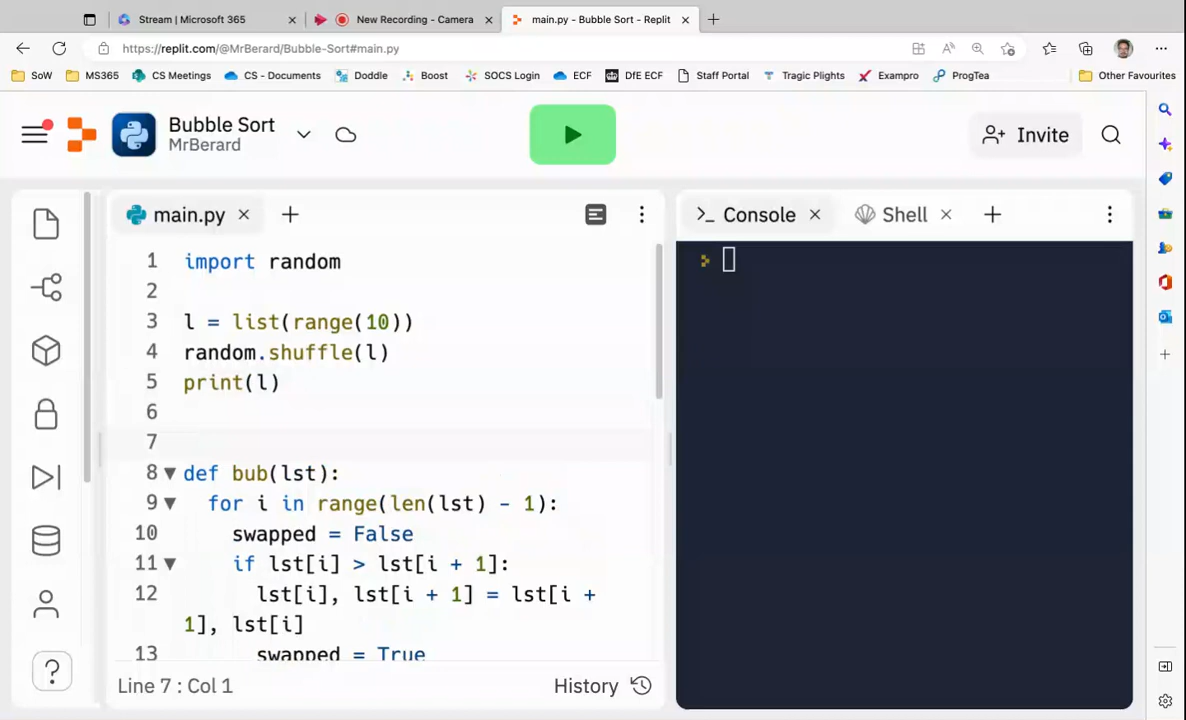 Stream | Microsoft 365
New Recording - Camera
main.py - Bubble Sort - Replit
https://replit.com/@MrBerard/Bubble-Sort#main.py
SoW
MS365
CS Meetings
CS - Documents
Doddle
Boost
SOCS Login
ECF
DfE ECF
Staff Portal
Tragic Plights
Exampro
ProgTea
Other Favourites
Bubble Sort
MrBerard
Invite
main.py
Console
Shell
1 import random
2
3 l = list(range(10))
4 random.shuffle(l)
5 print(l)
6
7
8 def bub(lst):
9 for i in range(len(lst) - 1):
10 swapped = False
11 if lst[i] > lst[i + 1]:
12 lst[i], lst[i + 1] = lst[i +
1], lst[i]
13 swapped = True
Line 7 : Col 1
History